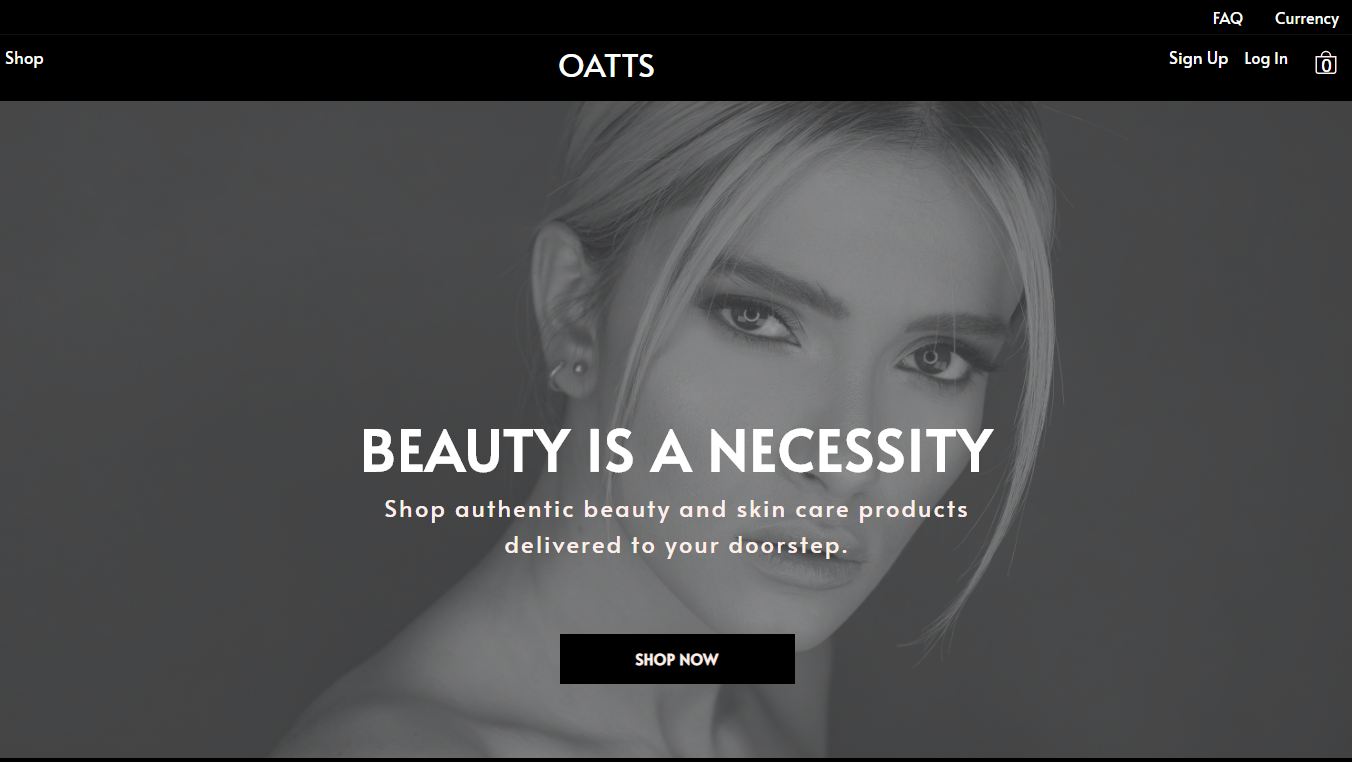 FAQ Currency
Shop OATTS Sign Up Log In 0
BEAUTY IS A NECESSITY
Shop authentic beauty and skin care products
delivered to your doorstep.
SHOP NOW